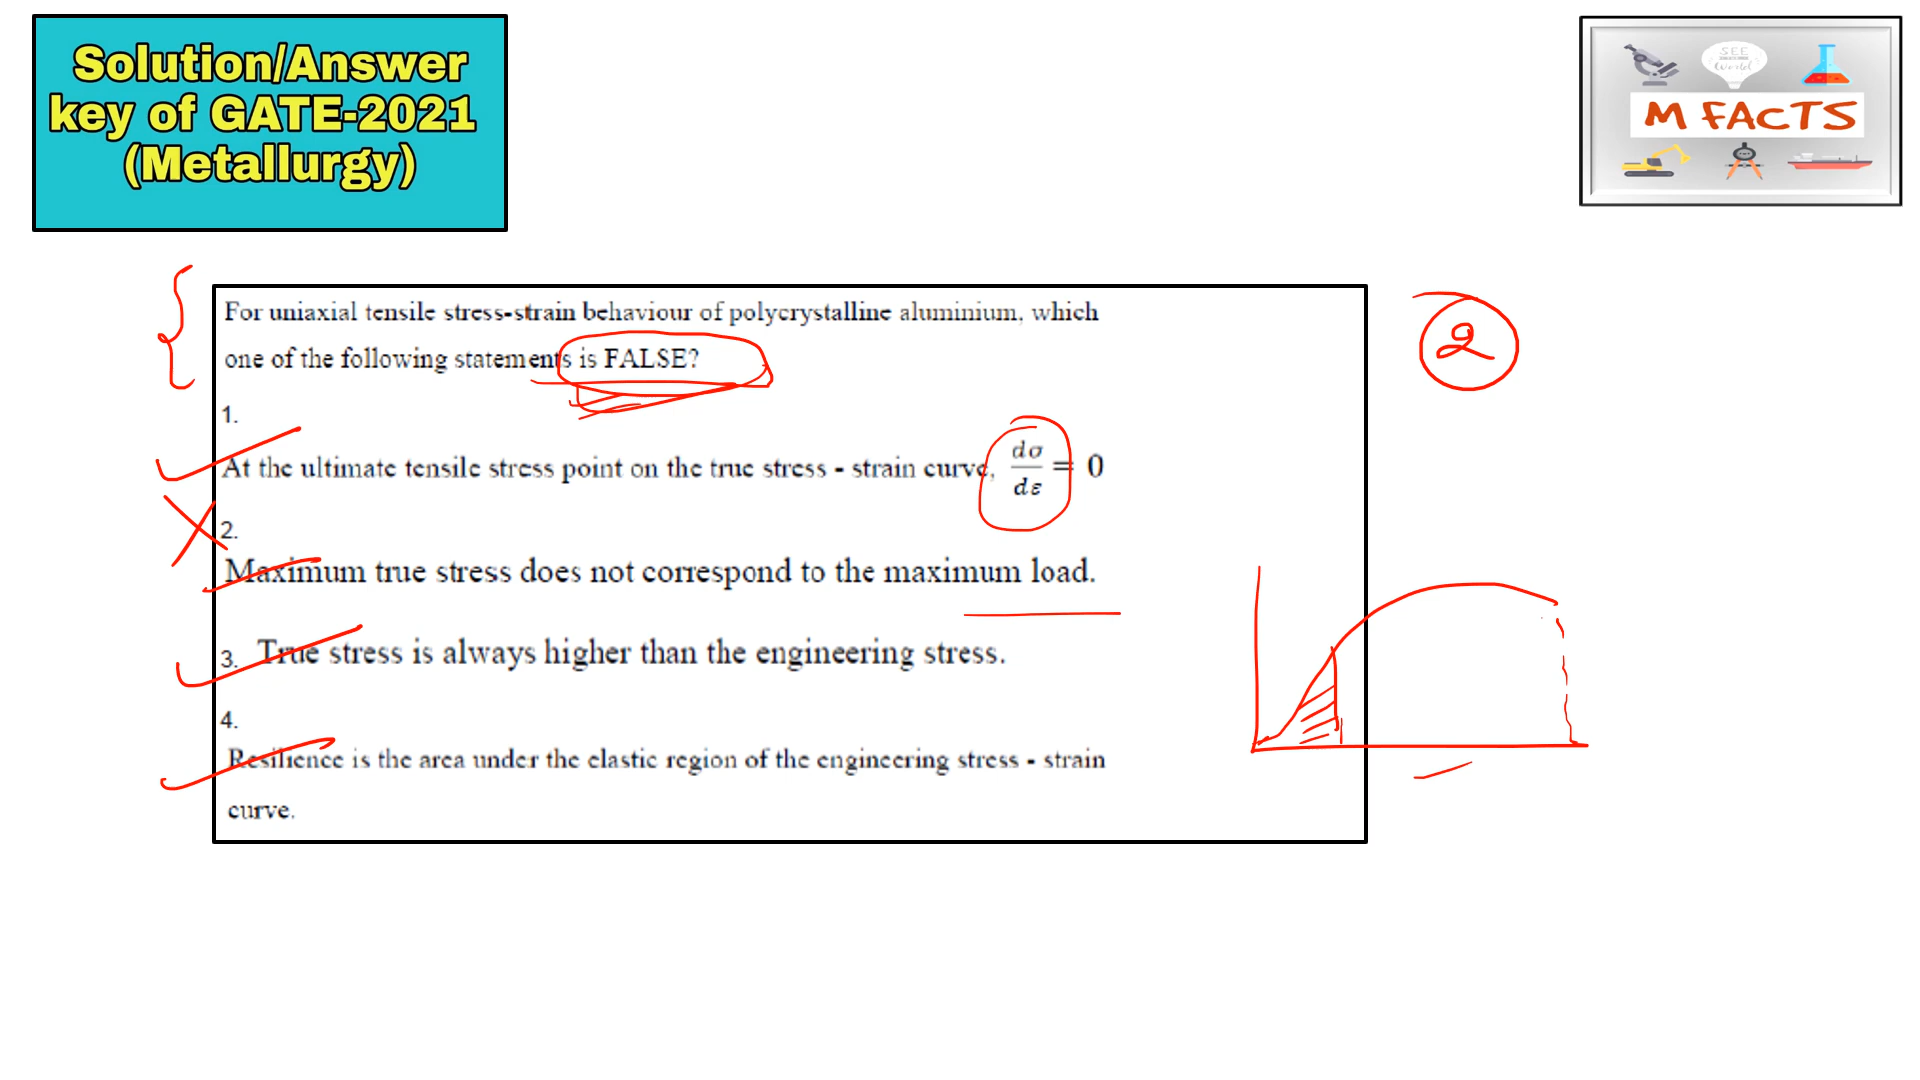 Solution/Answer
key of GATE-2021
(Metallurgy)
SEE
World
M FACTS
For uniaxial tensile stress-strain behaviour of polycrystalline aluminium, which
one of the following statements is FALSE?
2
1.
At the ultimate tensile stress point on the true stress - strain curve, dσ/dε = 0
2.
Maximum true stress does not correspond to the maximum load.
3. True stress is always higher than the engineering stress.
4.
Resilience is the area under the elastic region of the engineering stress - strain
curve.